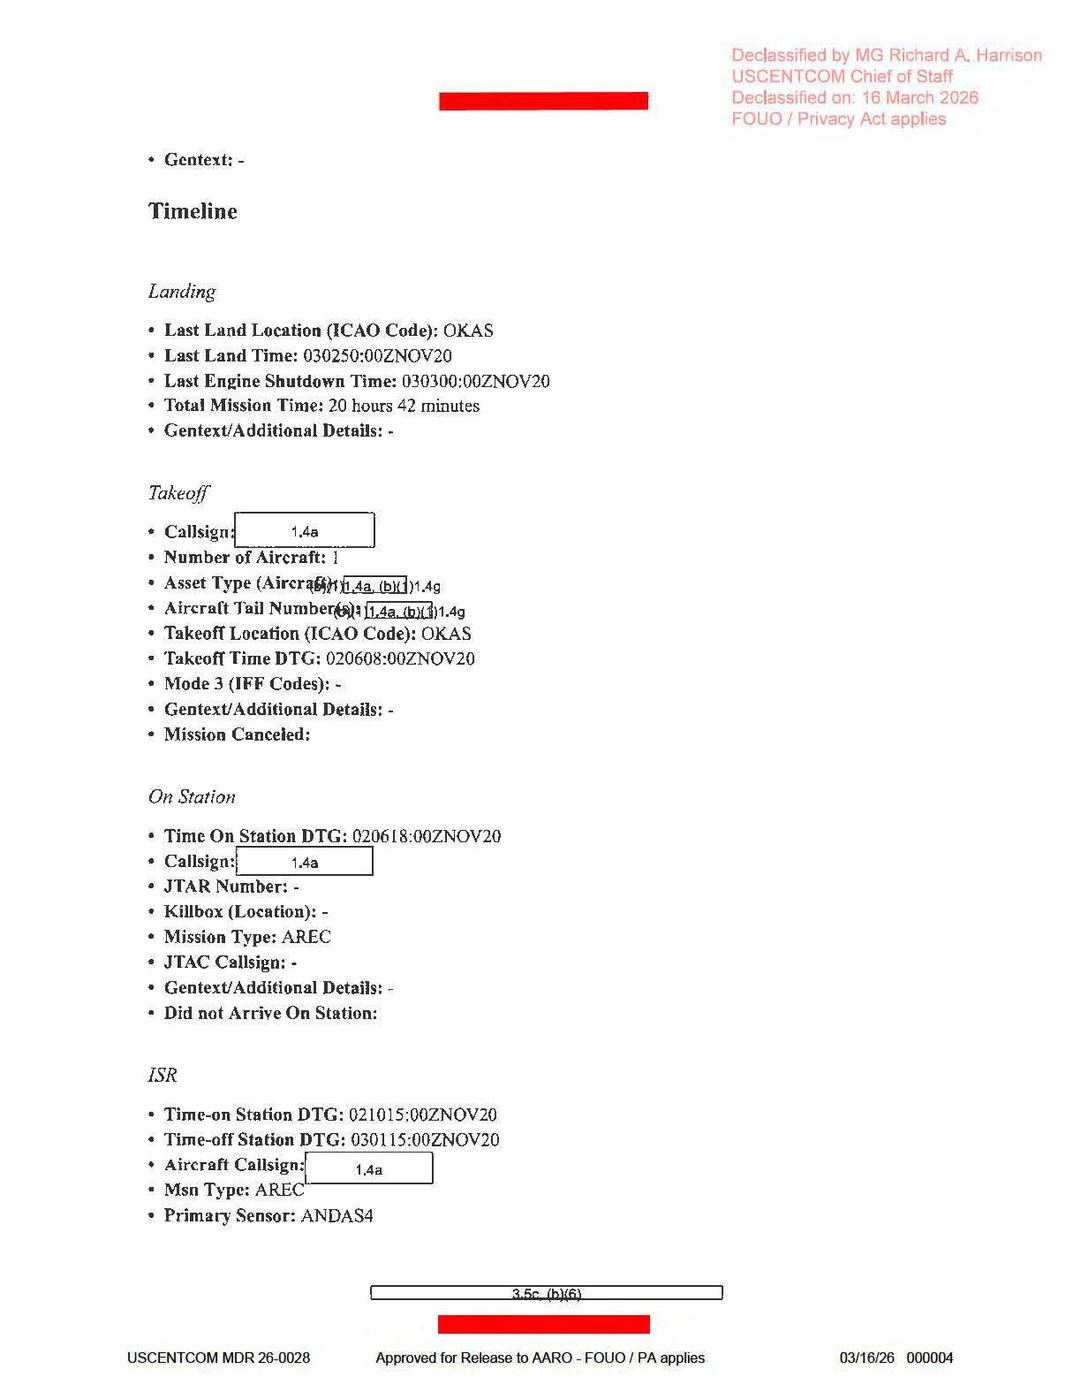 Declassified by MG Richard A. Harrison
USCENTCOM Chief of Staff
Declassified on: 16 March 2026
FOUO / Privacy Act applies
• Gentext: -
Timeline
Landing
• Last Land Location (ICAO Code): OKAS
• Last Land Time: 030250:00ZNOV20
• Last Engine Shutdown Time: 030300:00ZNOV20
• Total Mission Time: 20 hours 42 minutes
• Gentext/Additional Details: -
Takeoff
• Callsign: 1.4a
• Number of Aircraft: 1
• Asset Type (Aircraft): 1.4a, (b)(1)1.4g
• Aircraft Tail Number(s): 1.4a, (b)(1)1.4g
• Takeoff Location (ICAO Code): OKAS
• Takeoff Time DTG: 020608:00ZNOV20
• Mode 3 (IFF Codes): -
• Gentext/Additional Details: -
• Mission Canceled:
On Station
• Time On Station DTG: 020618:00ZNOV20
• Callsign: 1.4a
• JTAR Number: -
• Killbox (Location): -
• Mission Type: AREC
• JTAC Callsign: -
• Gentext/Additional Details: -
• Did not Arrive On Station:
ISR
• Time-on Station DTG: 021015:00ZNOV20
• Time-off Station DTG: 030115:00ZNOV20
• Aircraft Callsign: 1.4a
• Msn Type: AREC
• Primary Sensor: ANDAS4
3.5c, (b)(6)
USCENTCOM MDR 26-0028 Approved for Release to AARO - FOUO / PA applies 03/16/26 000004